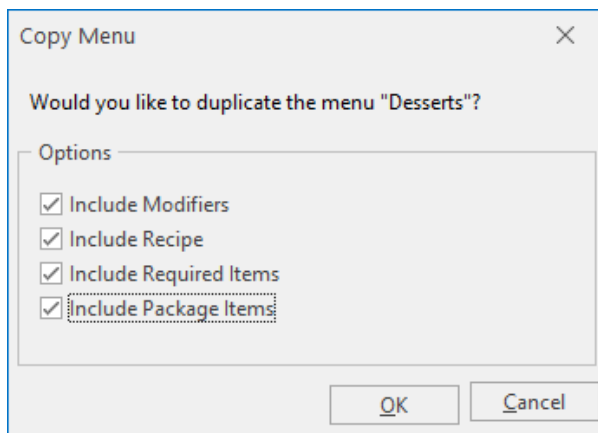 Copy Menu
Would you like to duplicate the menu "Desserts"?
Options
Include Modifiers
Include Recipe
Include Required Items
Include Package Items
OK
Cancel